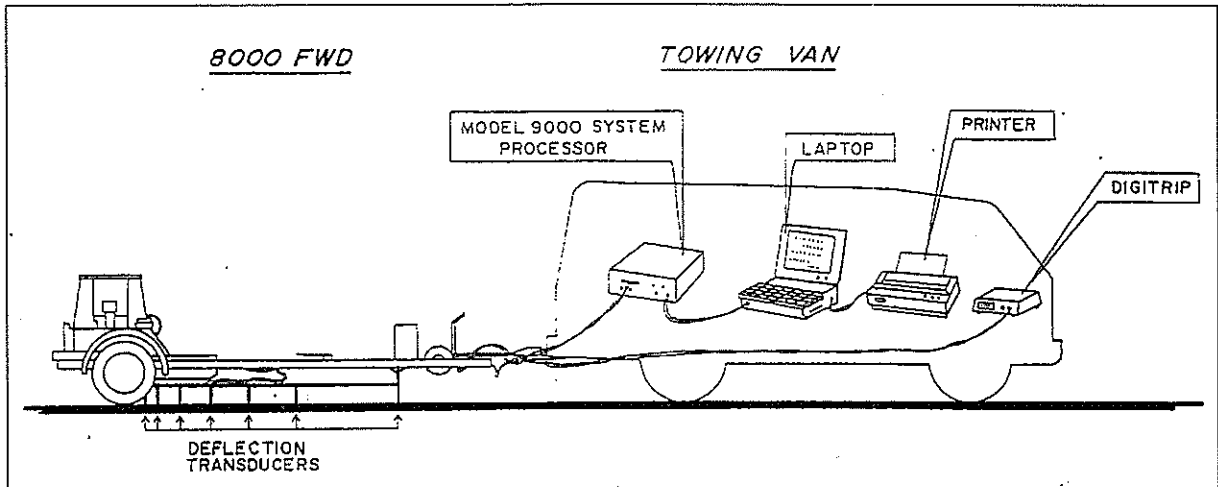 8000 FWD
TOWING VAN
MODEL 9000 SYSTEM
PROCESSOR
LAPTOP
PRINTER
DIGITRIP
DEFLECTION
TRANSDUCERS